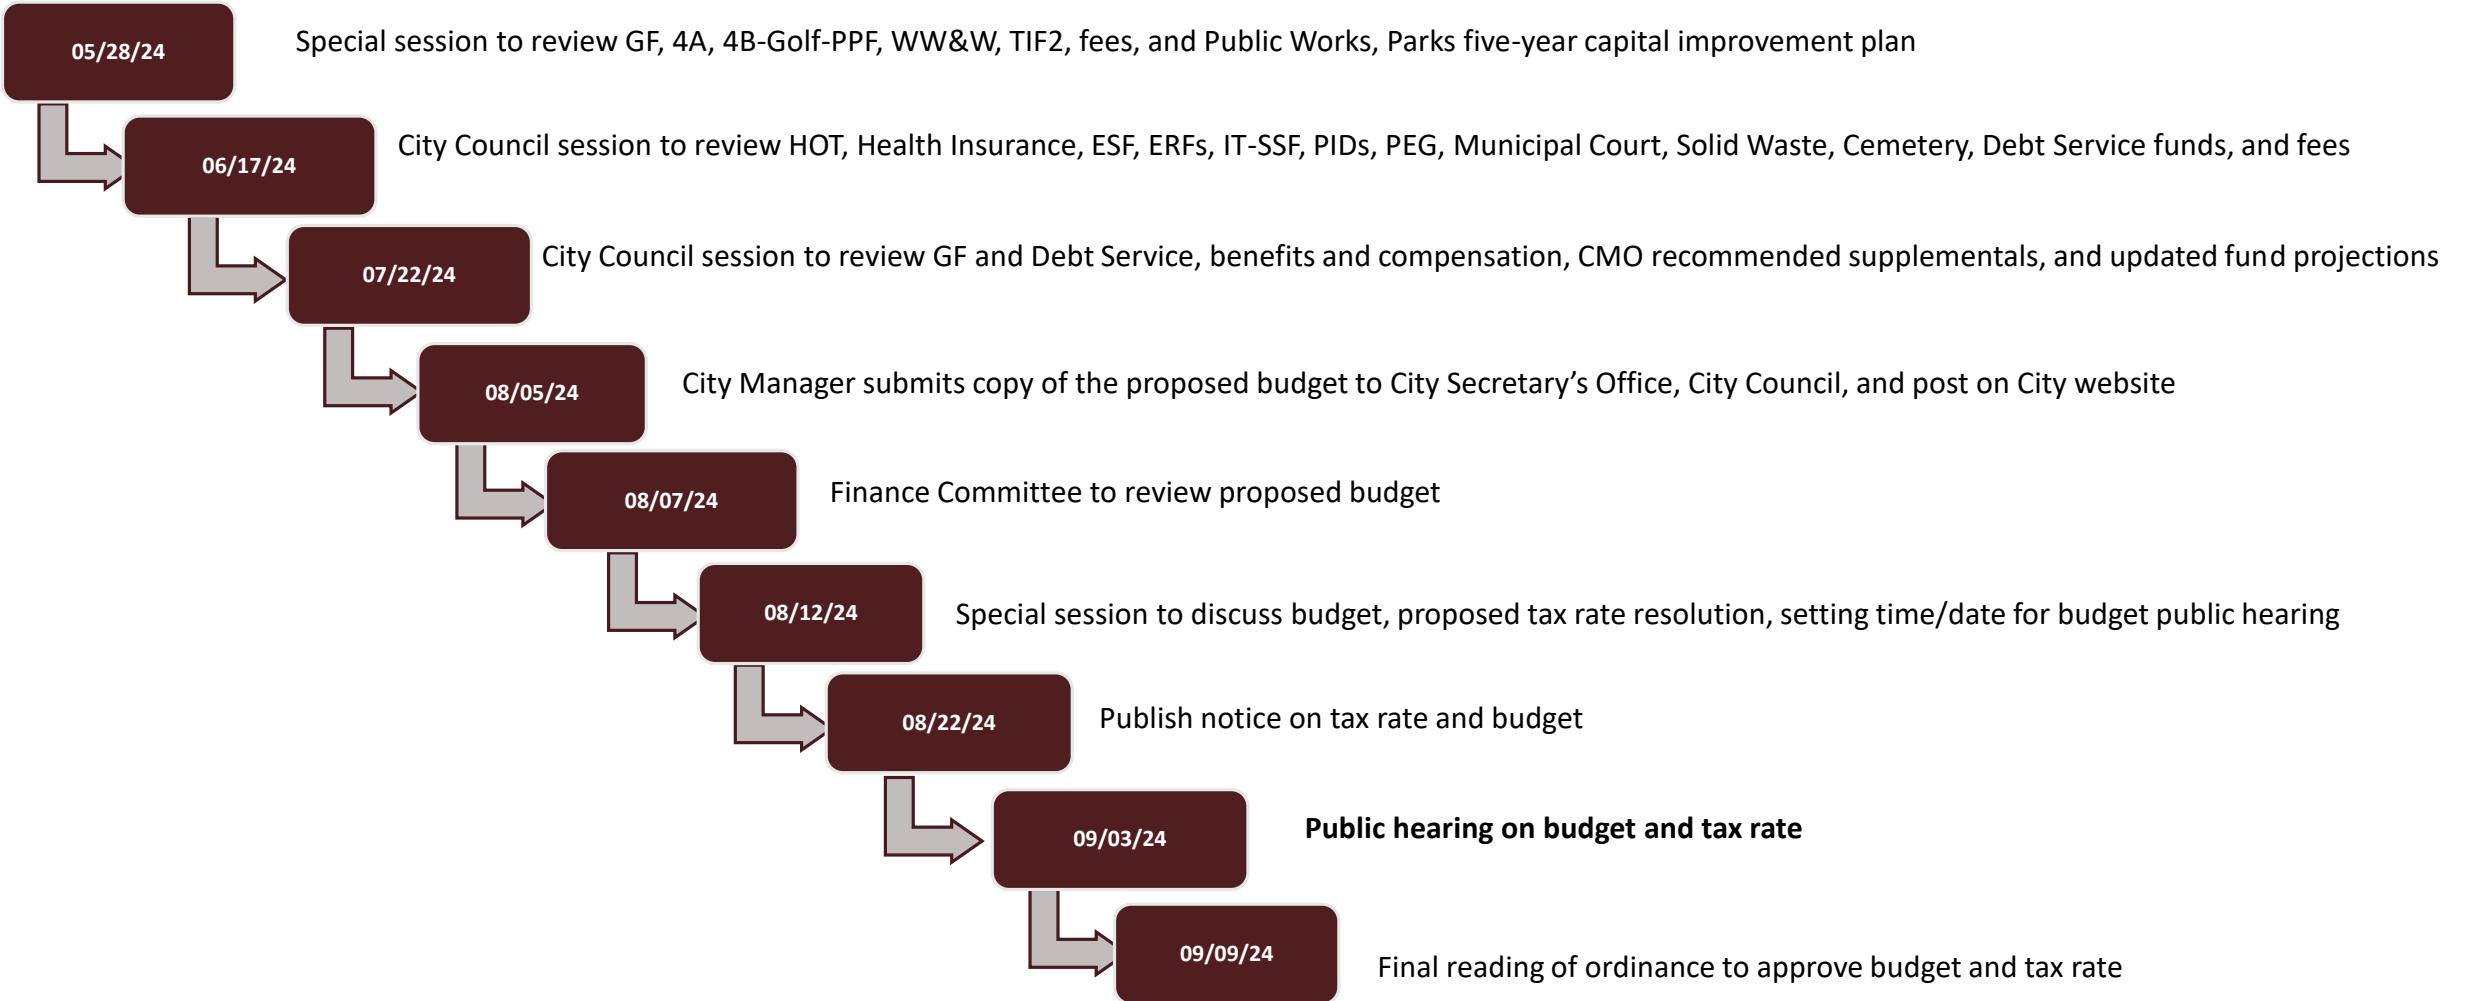 05/28/24
Special session to review GF, 4A, 4B-Golf-PPF, WW&W, TIF2, fees, and Public Works, Parks five-year capital improvement plan
06/17/24
City Council session to review HOT, Health Insurance, ESF, ERFs, IT-SSF, PIDs, PEG, Municipal Court, Solid Waste, Cemetery, Debt Service funds, and fees
07/22/24
City Council session to review GF and Debt Service, benefits and compensation, CMO recommended supplementals, and updated fund projections
08/05/24
City Manager submits copy of the proposed budget to City Secretary’s Office, City Council, and post on City website
08/07/24
Finance Committee to review proposed budget
08/12/24
Special session to discuss budget, proposed tax rate resolution, setting time/date for budget public hearing
08/22/24
Publish notice on tax rate and budget
09/03/24
Public hearing on budget and tax rate
09/09/24
Final reading of ordinance to approve budget and tax rate